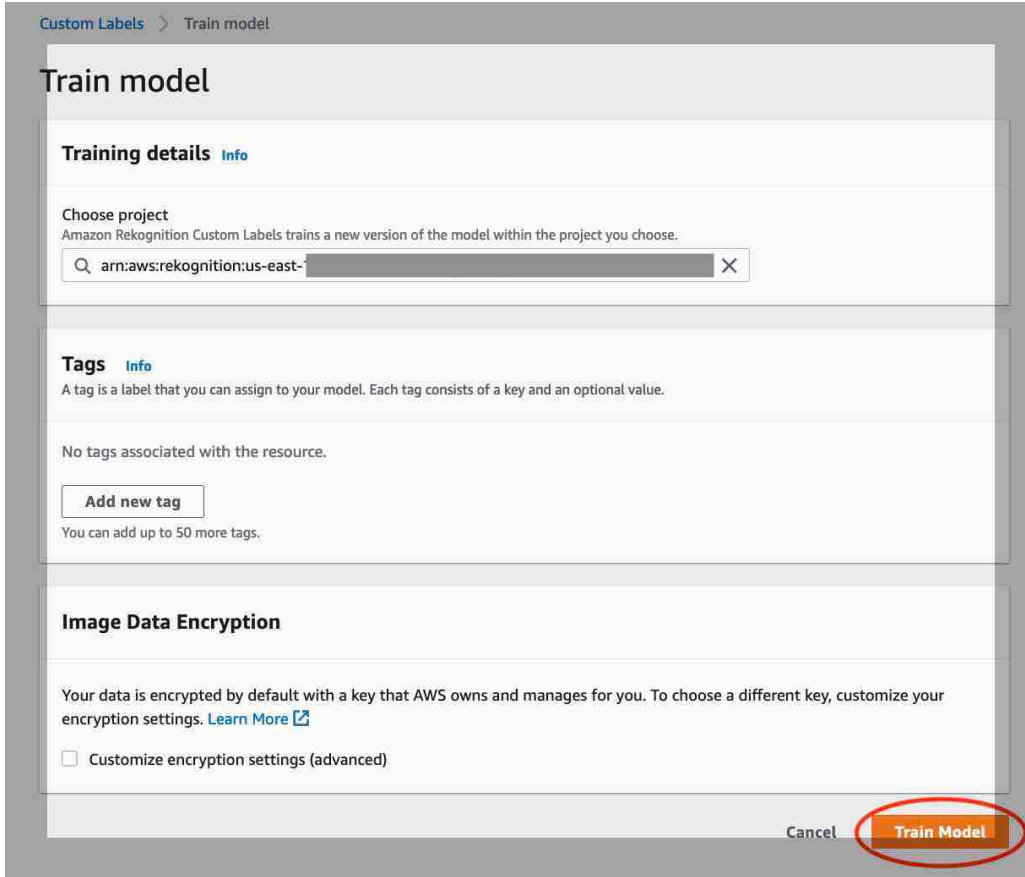 Custom Labels > Train model
Train model
Training details Info
Choose project
Amazon Rekognition Custom Labels trains a new version of the model within the project you choose.
arn:aws:rekognition:us-east-
Tags Info
A tag is a label that you can assign to your model. Each tag consists of a key and an optional value.
No tags associated with the resource.
Add new tag
You can add up to 50 more tags.
Image Data Encryption
Your data is encrypted by default with a key that AWS owns and manages for you. To choose a different key, customize your
encryption settings. Learn More
Customize encryption settings (advanced)
Cancel Train Model